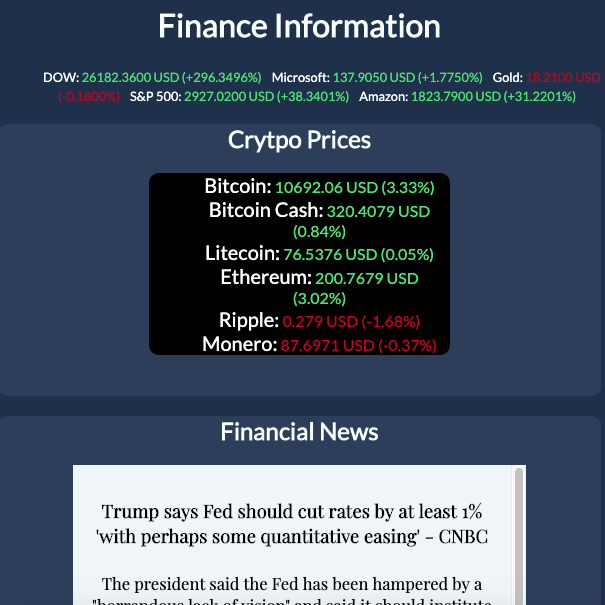 Finance Information
DOW: 26182.3600 USD (+296.3496%) Microsoft: 137.9050 USD (+1.7750%) Gold: 18.2100 USD
(-0.1800%) S&P 500: 2927.0200 USD (+38.3401%) Amazon: 1823.7900 USD (+31.2201%)
Crytpo Prices
Bitcoin: 10692.06 USD (3.33%)
Bitcoin Cash: 320.4079 USD
(0.84%)
Litecoin: 76.5376 USD (0.05%)
Ethereum: 200.7679 USD
(3.02%)
Ripple: 0.279 USD (-1.68%)
Monero: 87.6971 USD (-0.37%)
Financial News
Trump says Fed should cut rates by at least 1%
'with perhaps some quantitative easing' - CNBC
The president said the Fed has been hampered by a
"horrendous lack of vision" and said it should institute